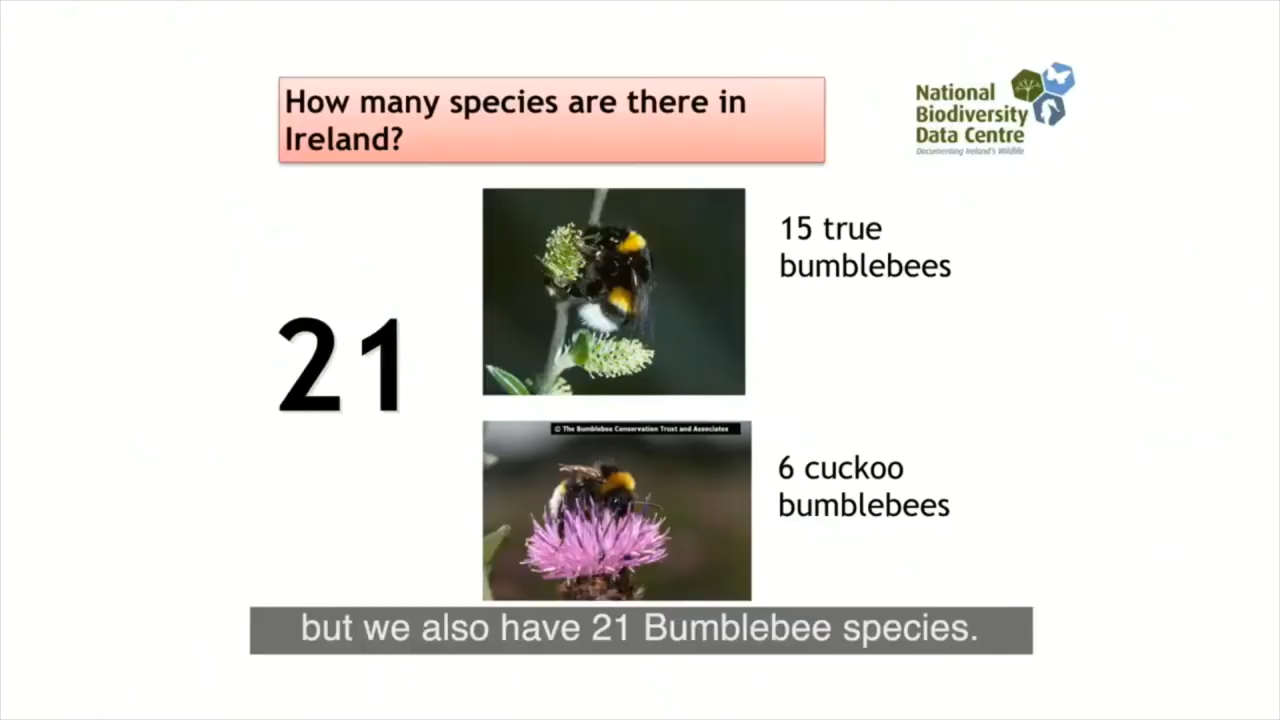 How many species are there in
Ireland?
National
Biodiversity
Data Centre
Documenting Ireland's Wildlife
15 true
bumblebees
21
© The Bumblebee Conservation Trust and Associates
6 cuckoo
bumblebees
but we also have 21 Bumblebee species.